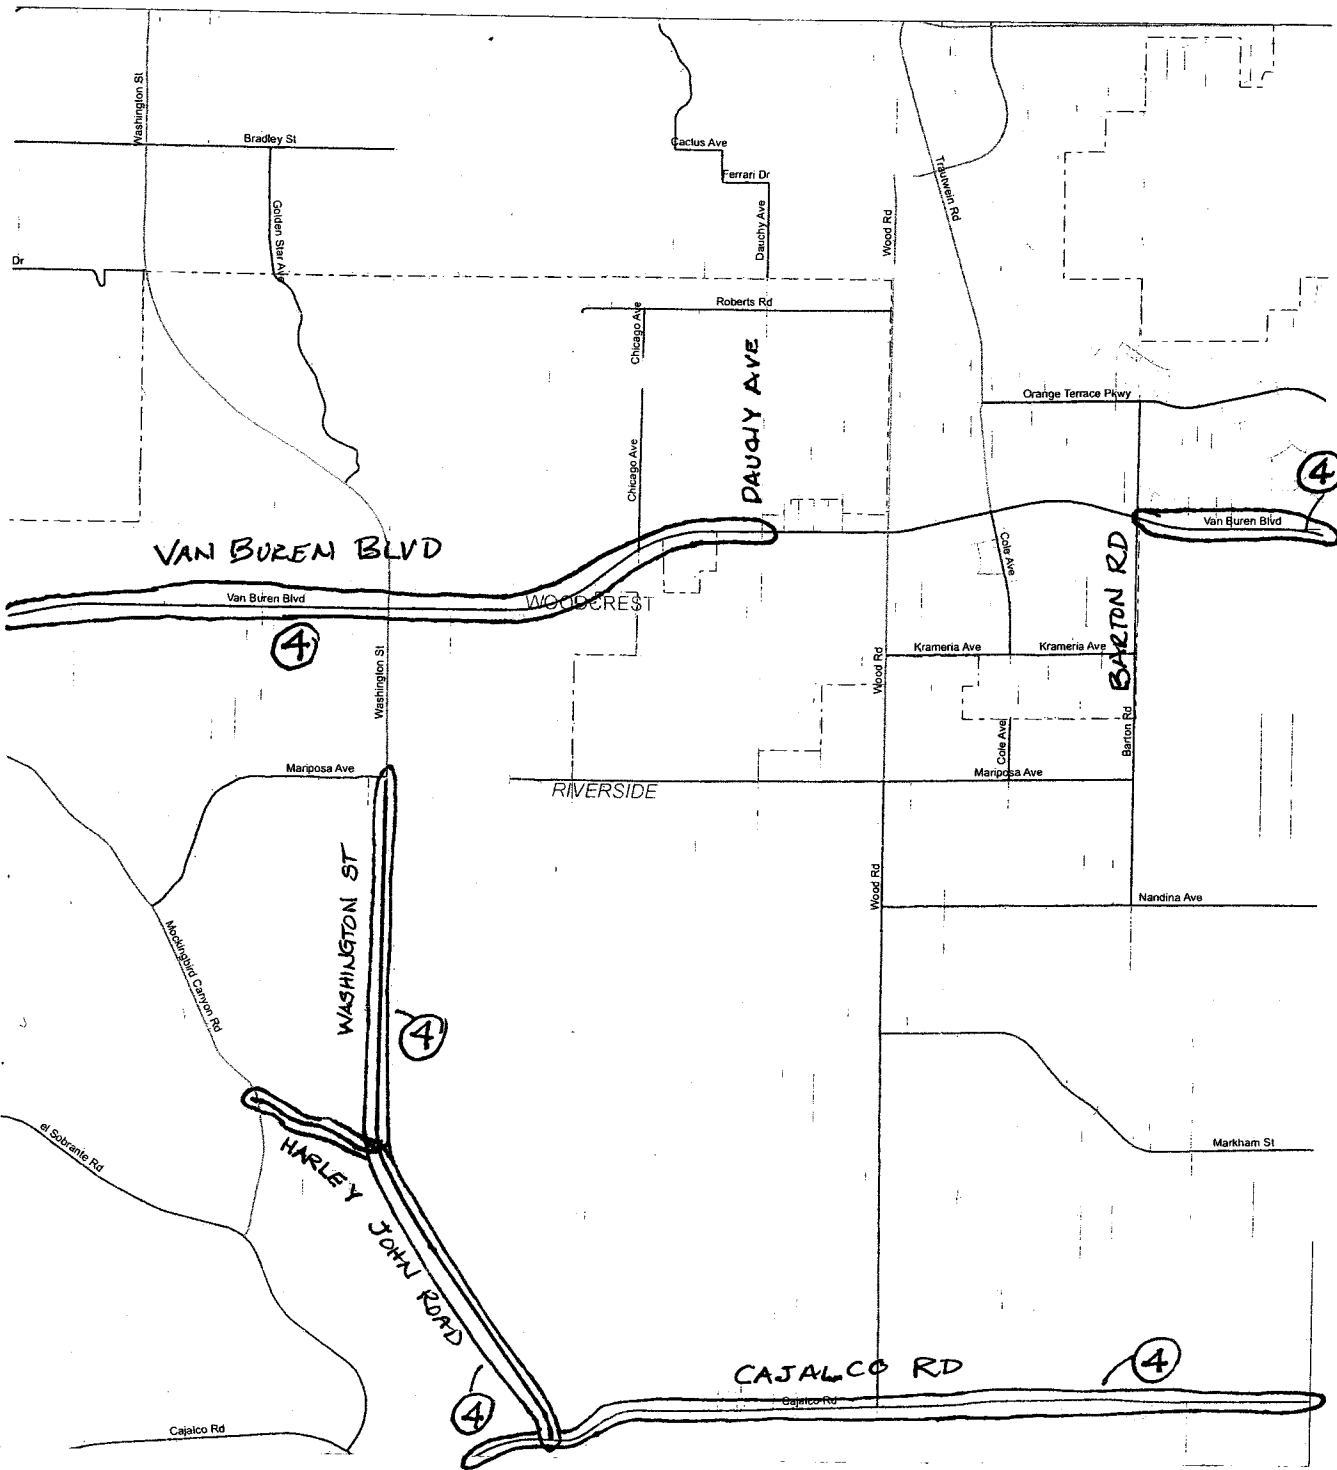 Washington St
Bradley St
Cactus Ave
Ferrari Dr
Trautwein Rd
Golden Star Ave
Dauchy Ave
Wood Rd
Dr
Roberts Rd
Chicago Ave
DAUCHY AVE
Orange Terrace Pkwy
Chicago Ave
4
Van Buren Blvd
VAN BUREN BLVD
Cole Ave
BARTON RD
Van Buren Blvd
WOODCREST
4
Krameria Ave
Krameria Ave
Washington St
Wood Rd
Barton Rd
Cole Ave
Mariposa Ave
Mariposa Ave
RIVERSIDE
WASHINGTON ST
Wood Rd
Nandina Ave
Mockingbird Canyon Rd
4
el Sobrante Rd
Markham St
HARLEY JOHN ROAD
4
CAJALCO RD
4
Cajalco Rd
Cajalco Rd